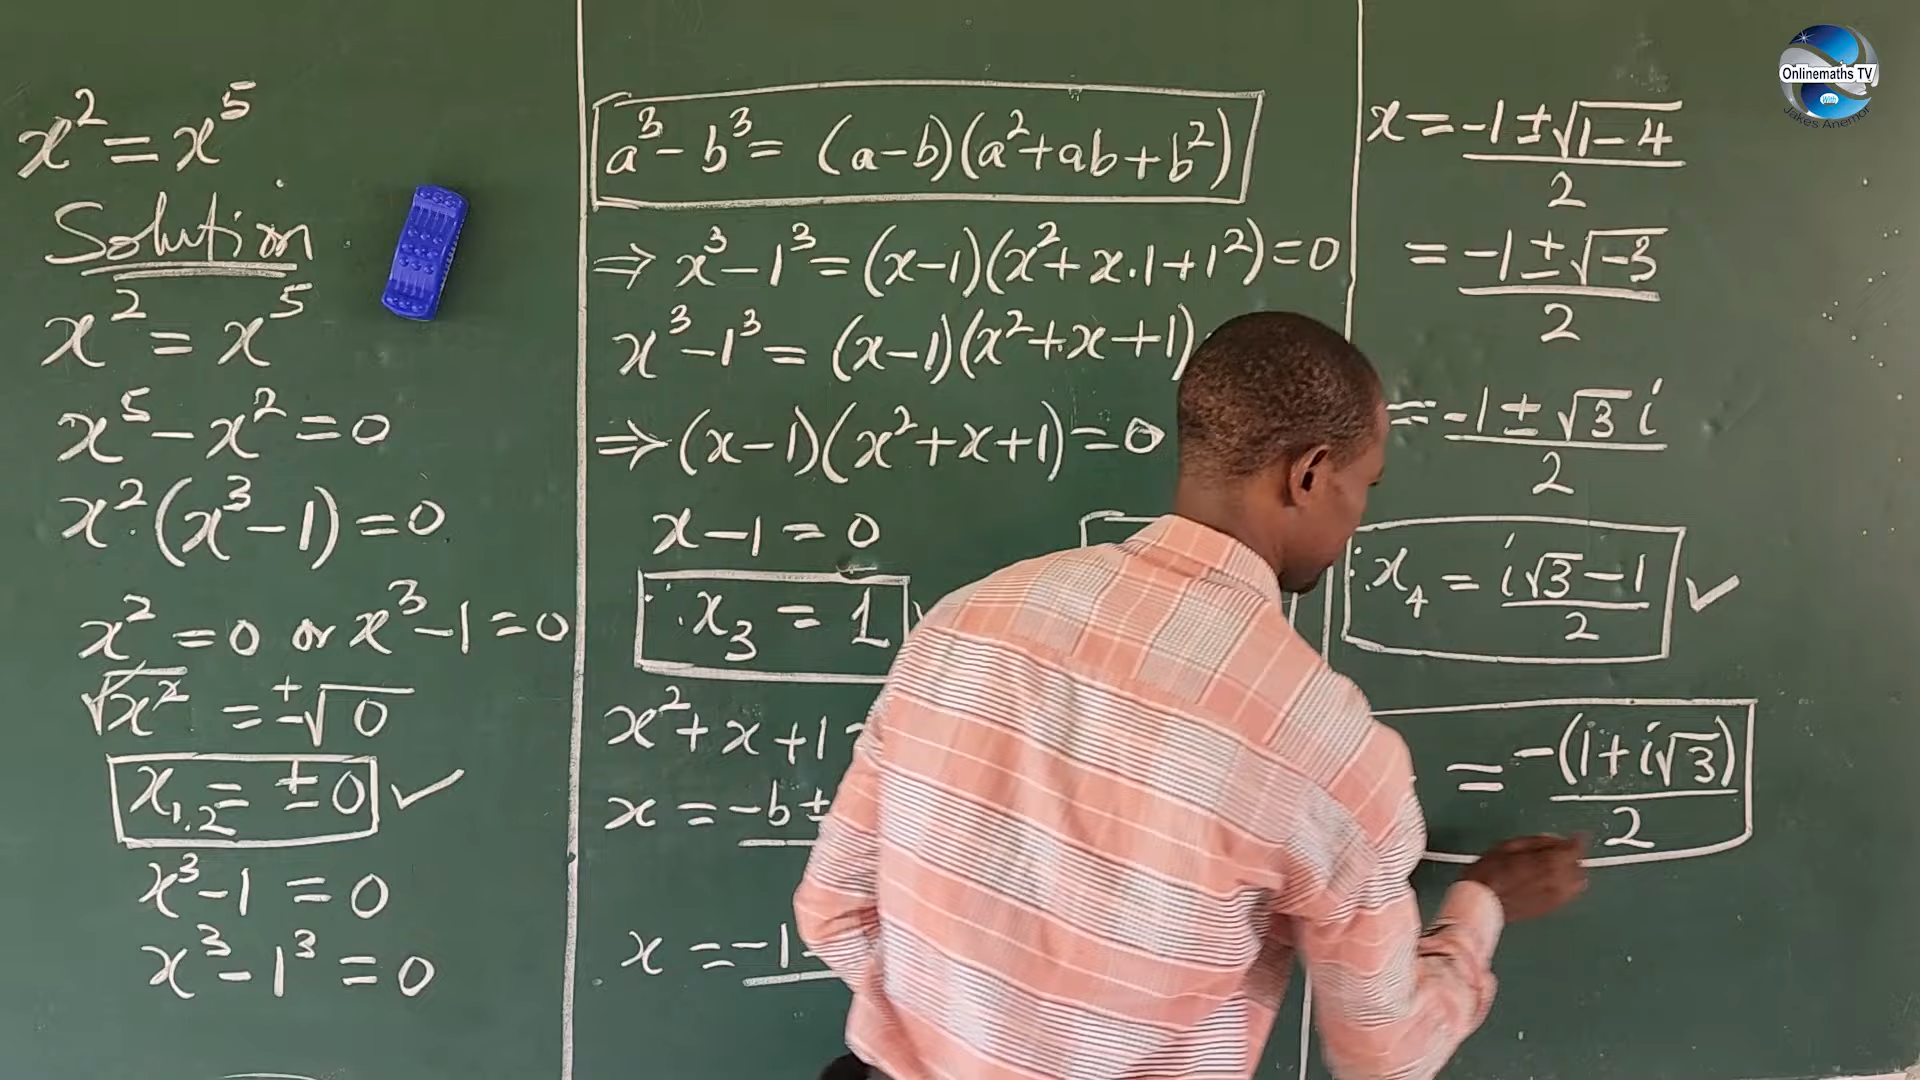 x² = x⁵
Solution
x² = x⁵
x⁵ - x² = 0
x²(x³ - 1) = 0
x² = 0 or x³ - 1 = 0
√x² = ±√0
x₁,₂ = ±0 ✓
x³ - 1 = 0
x³ - 1³ = 0
a³ - b³ = (a-b)(a²+ab+b²)
⇒ x³ - 1³ = (x-1)(x²+x.1+1²) = 0
x³ - 1³ = (x-1)(x²+x+1)
⇒ (x-1)(x²+x+1) = 0
x - 1 = 0
∴ x₃ = 1
x² + x + 1
x = -b ±
x = -1
x = (-1 ± √(1-4))/2
= (-1 ± √-3)/2
= (-1 ± √3 i)/2
∴ x₄ = (i√3 - 1)/2 ✓
= -(1+i√3)/2
Onlinemaths TV
With
Jakes Anemor